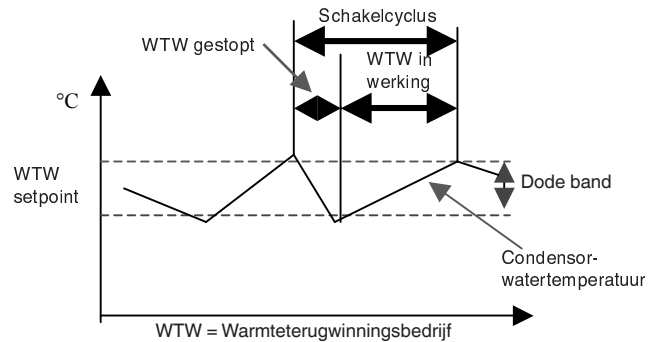 Schakelcyclus
WTW gestopt
WTW in
werking
°C
WTW
setpoint
Dode band
Condensor-
watertemperatuur
WTW = Warmteterugwinningsbedrijf